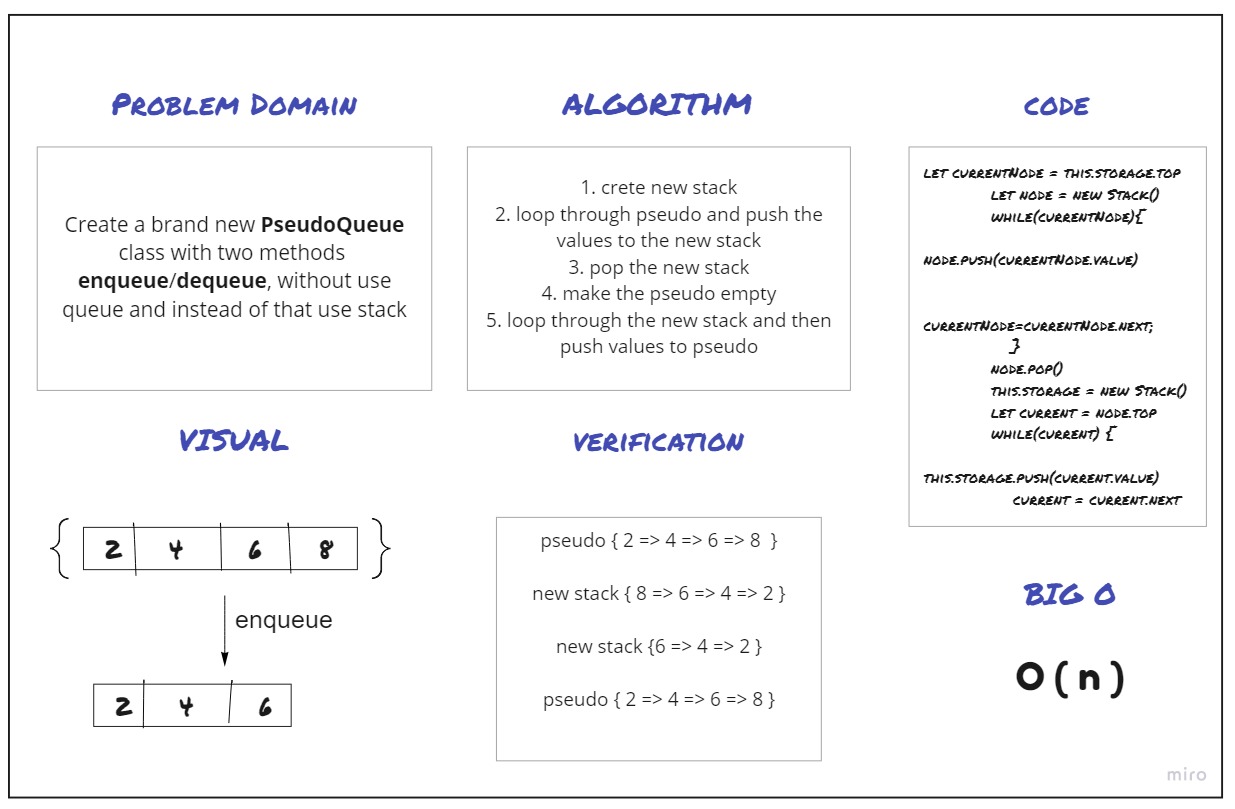 Problem Domain
Create a brand new PseudoQueue
class with two methods
enqueue/dequeue, without use
queue and instead of that use stack
ALGORITHM
1. crete new stack
2. loop through pseudo and push the
values to the new stack
3. pop the new stack
4. make the pseudo empty
5. loop through the new stack and then
push values to pseudo
CODE
let currentNode = this.storage.top
let node = new Stack()
while(currentNode){
node.push(currentNode.value)
currentNode=currentNode.next;
}
node.pop()
this.storage = new Stack()
let current = node.top
while(current) {
this.storage.push(current.value)
current = current.next
VISUAL
{ 2 4 6 8 }
enqueue
2 4 6
VERIFICATION
pseudo { 2 => 4 => 6 => 8 }
new stack { 8 => 6 => 4 => 2 }
new stack {6 => 4 => 2 }
pseudo { 2 => 4 => 6 => 8 }
BIG O
O(n)
miro